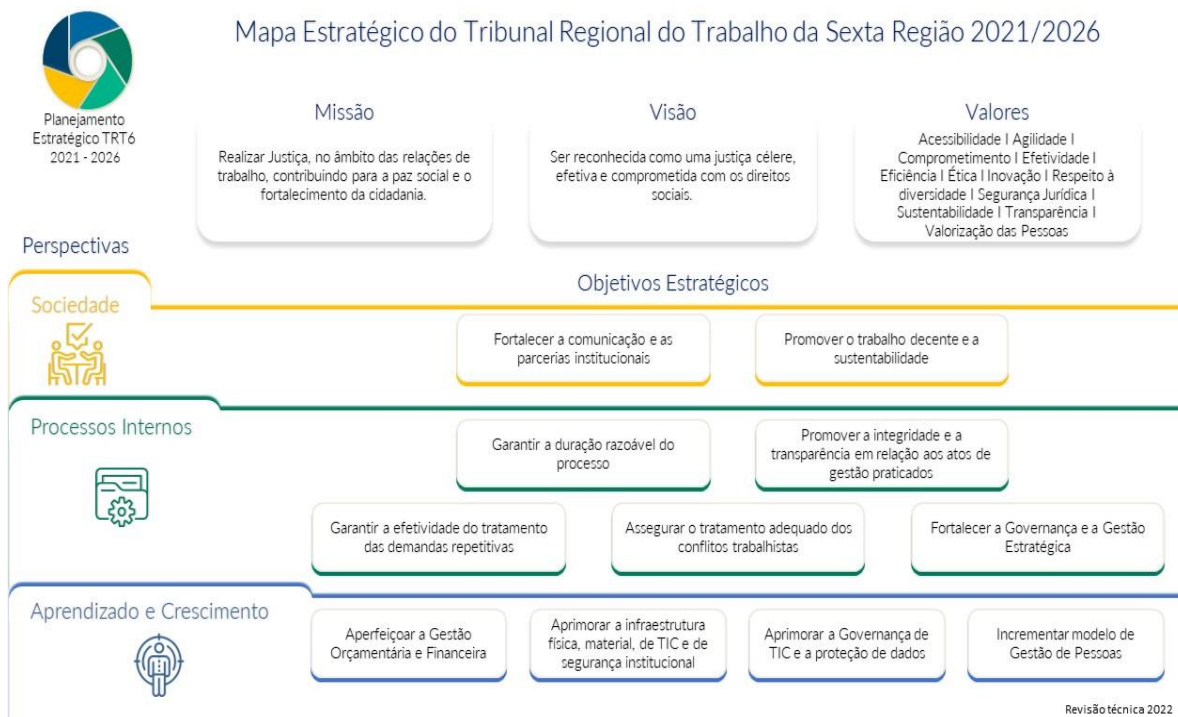 Mapa Estratégico do Tribunal Regional do Trabalho da Sexta Região 2021/2026
Planejamento
Estratégico TRT6
2021 - 2026
Missão
Realizar Justiça, no âmbito das relações de
trabalho, contribuindo para a paz social e o
fortalecimento da cidadania.
Visão
Ser reconhecida como uma justiça célere,
efetiva e comprometida com os direitos
sociais.
Valores
Acessibilidade I Agilidade I
Comprometimento I Efetividade I
Eficiência I Ética I Inovação I Respeito à
diversidade I Segurança Jurídica I
Sustentabilidade I Transparência I
Valorização das Pessoas
Perspectivas
Objetivos Estratégicos
Sociedade
Fortalecer a comunicação e as
parcerias institucionais
Promover o trabalho decente e a
sustentabilidade
Processos Internos
Garantir a duração razoável do
processo
Promover a integridade e a
transparência em relação aos atos de
gestão praticados
Garantir a efetividade do tratamento
das demandas repetitivas
Assegurar o tratamento adequado dos
conflitos trabalhistas
Fortalecer a Governança e a Gestão
Estratégica
Aprendizado e Crescimento
Aperfeiçoar a Gestão
Orçamentária e Financeira
Aprimorar a infraestrutura
física, material, de TIC e de
segurança institucional
Aprimorar a Governança de
TIC e a proteção de dados
Incrementar modelo de
Gestão de Pessoas
Revisão técnica 2022